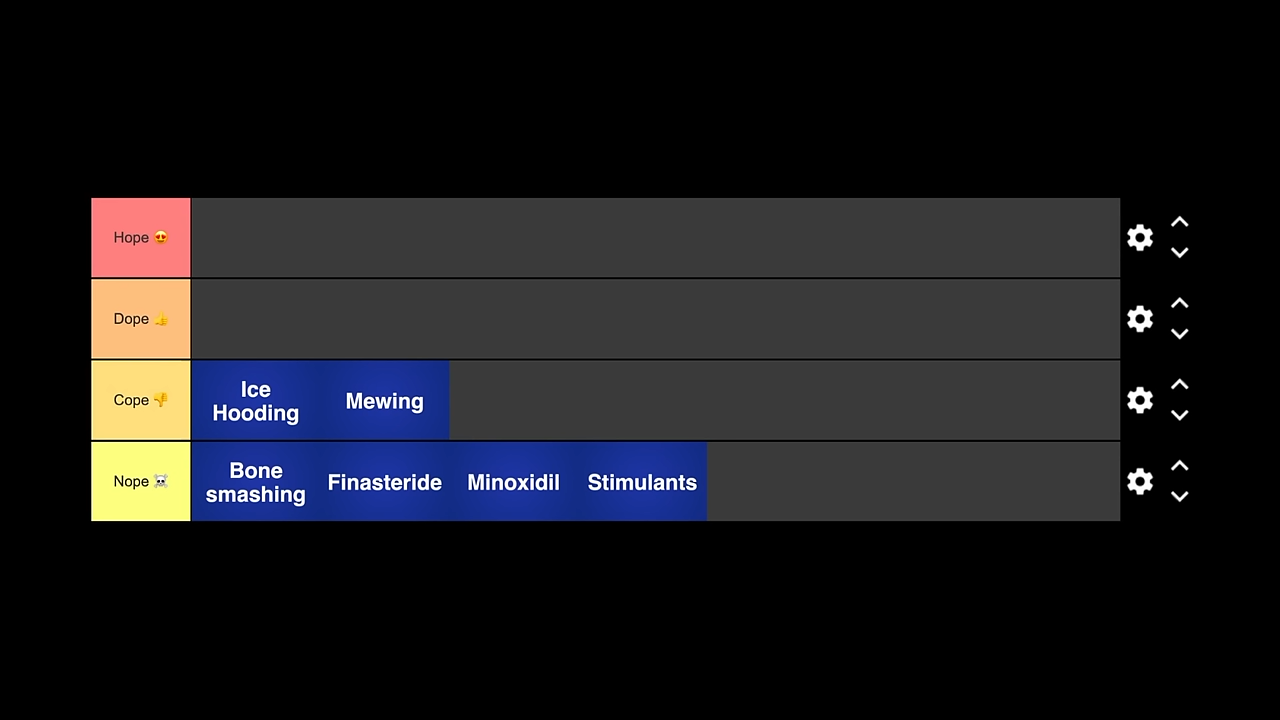 Hope 😍
Dope 👍
Cope 👎
Ice
Hooding
Mewing
Nope ☠️
Bone
smashing
Finasteride
Minoxidil
Stimulants